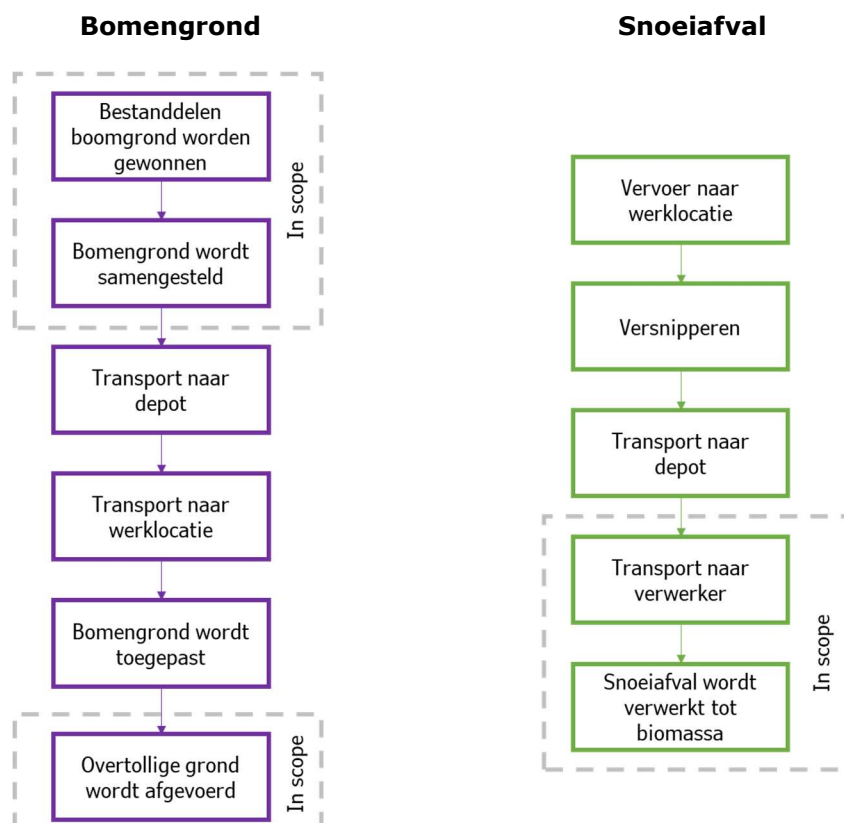 Bomengrond
Bestanddelen
boomgrond worden
gewonnen
In scope
Bomengrond wordt
samengesteld
Transport naar
depot
Transport naar
werklocatie
Bomengrond wordt
toegepast
Overtollige grond
wordt afgevoerd
In scope
Snoeiafval
Vervoer naar
werklocatie
Versnipperen
Transport naar
depot
Transport naar
verwerker
In scope
Snoeiafval wordt
verwerkt tot
biomassa